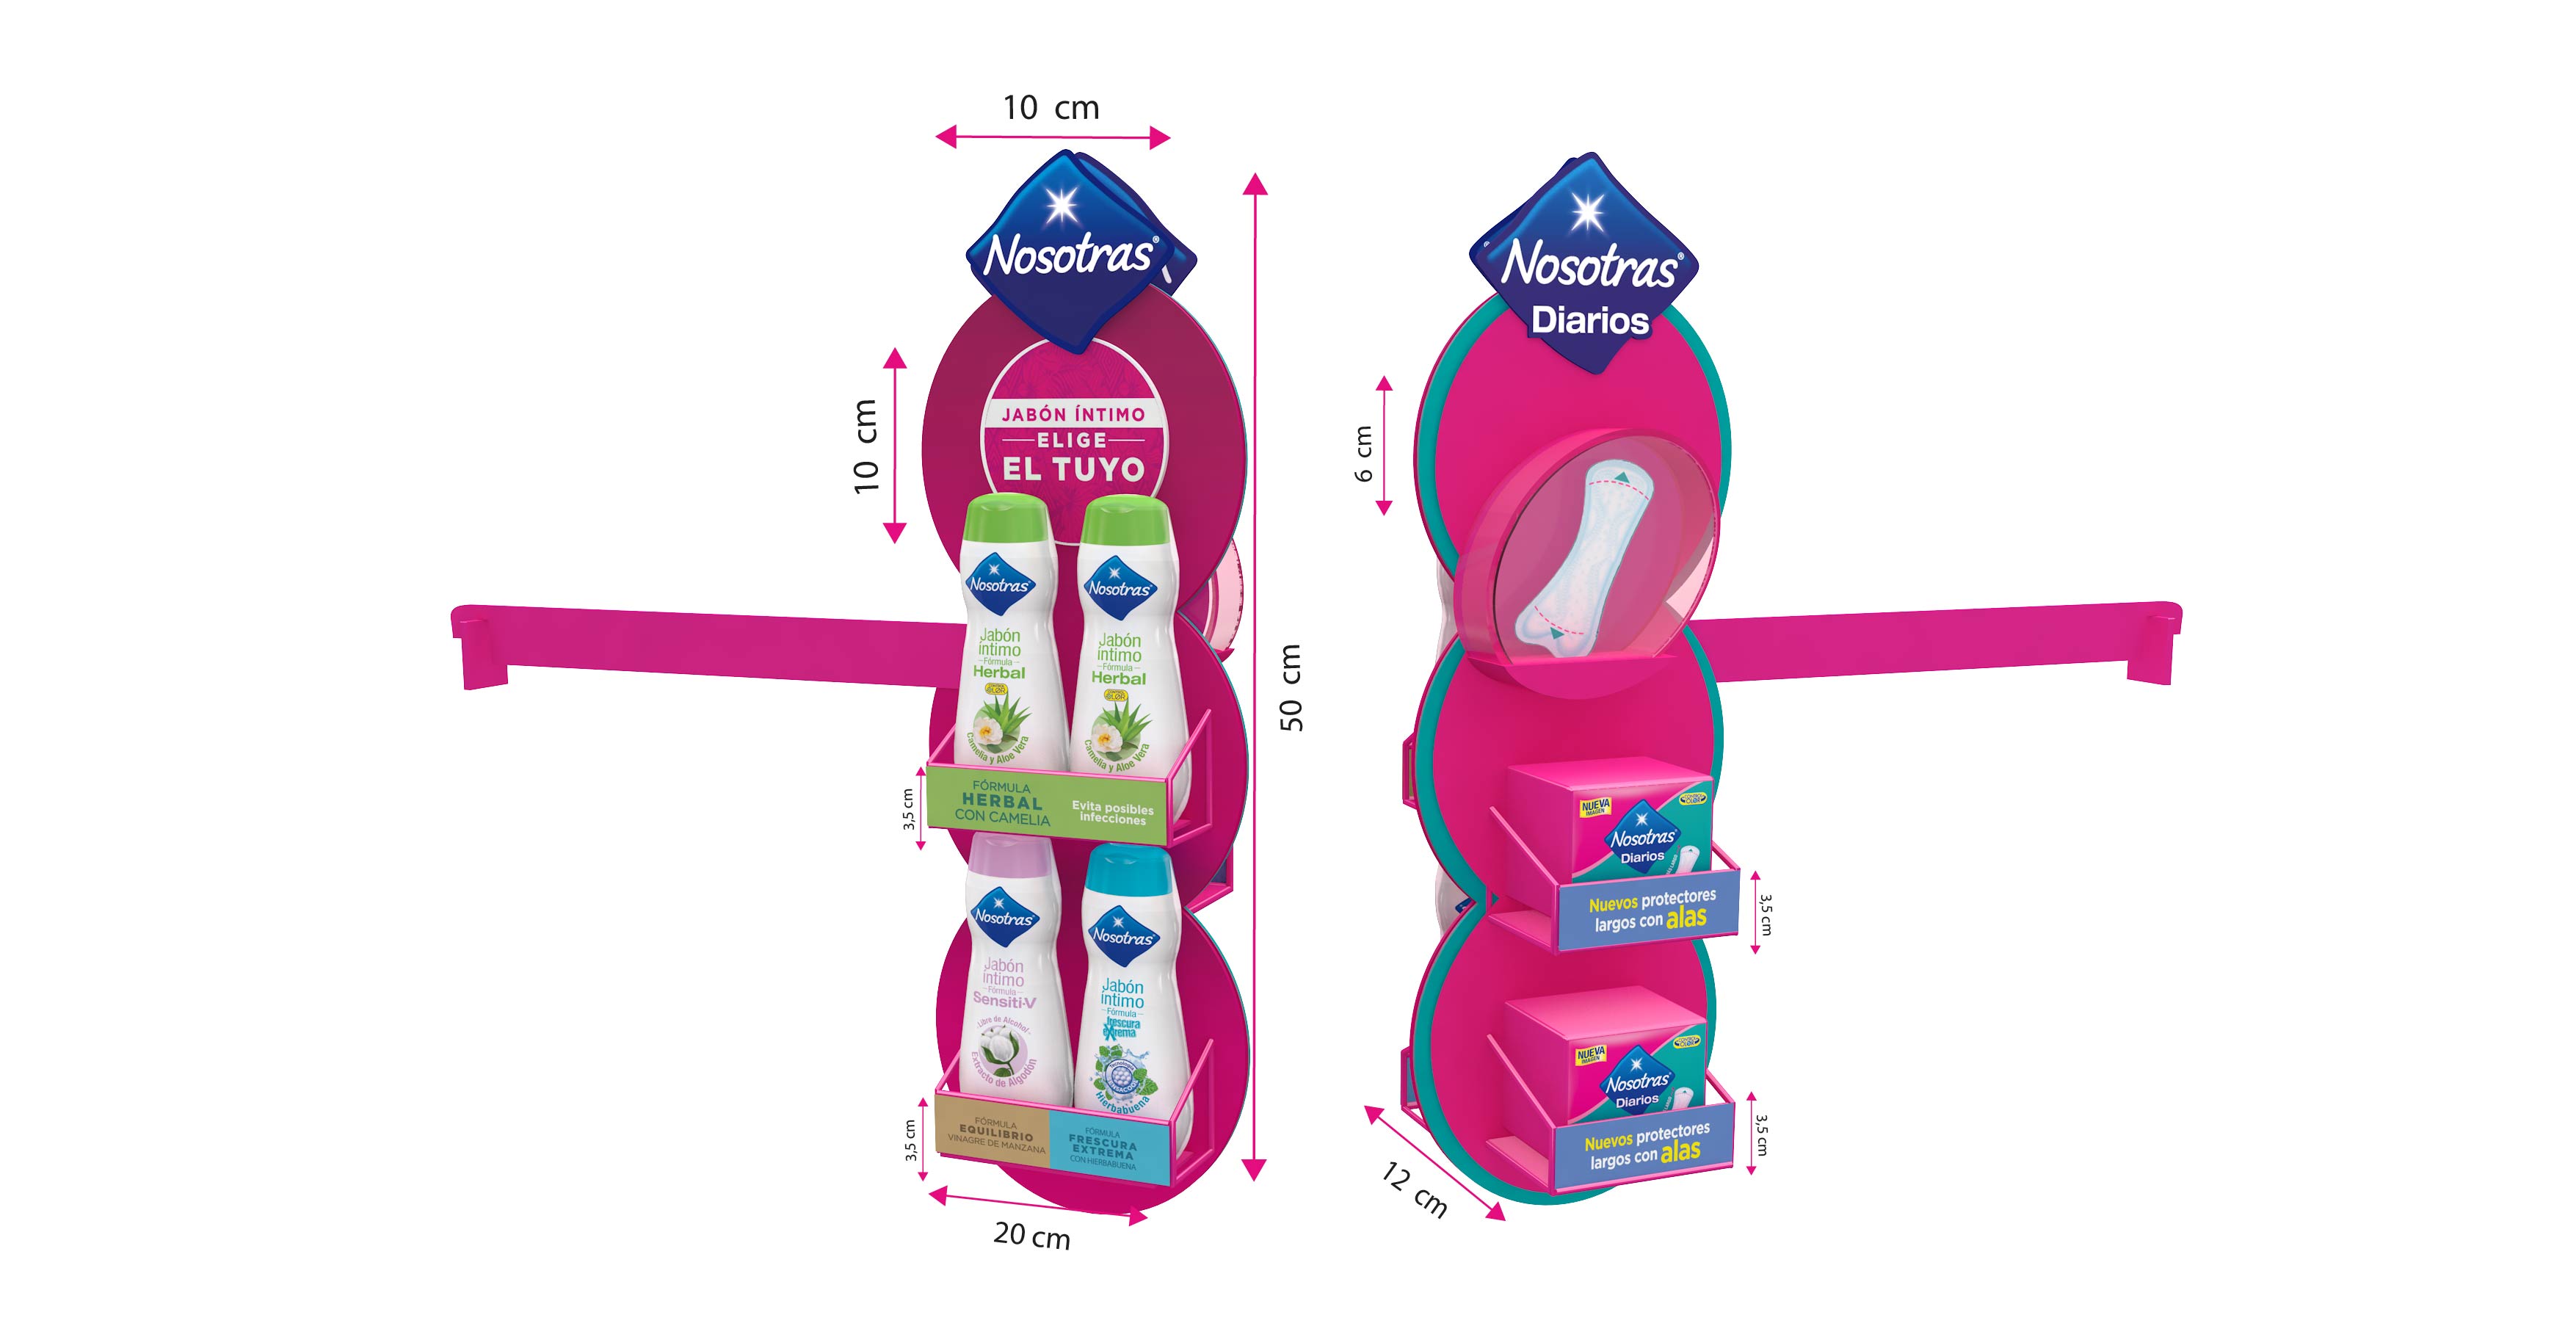 10 cm
Nosotras®
10 cm
JABÓN ÍNTIMO
ELIGE
EL TUYO
Nosotras
Jabón
íntimo
Fórmula
Herbal
Camelia y Aloe Vera
Nosotras
Jabón
íntimo
Fórmula
Herbal
Camelia y Aloe Vera
3,5 cm
FÓRMULA
HERBAL
CON CAMELIA
Evita posibles
infecciones
50 cm
Nosotras
Jabón
íntimo
Fórmula
Sensiti-V
Libre de Alcohol
Extracto de Algodón
Nosotras
Jabón
íntimo
Fórmula
frescura
extrema
Hierbabuena
3,5 cm
FÓRMULA
EQUILIBRIO
VINAGRE DE MANZANA
FÓRMULA
FRESCURA
EXTREMA
CON HIERBABUENA
20 cm
Nosotras®
Diarios
6 cm
NUEVA
IMAGEN
Nosotras
Diarios
Nuevos protectores
largos con alas
3,5 cm
NUEVA
IMAGEN
Nosotras
Diarios
Nuevos protectores
largos con alas
3,5 cm
12 cm